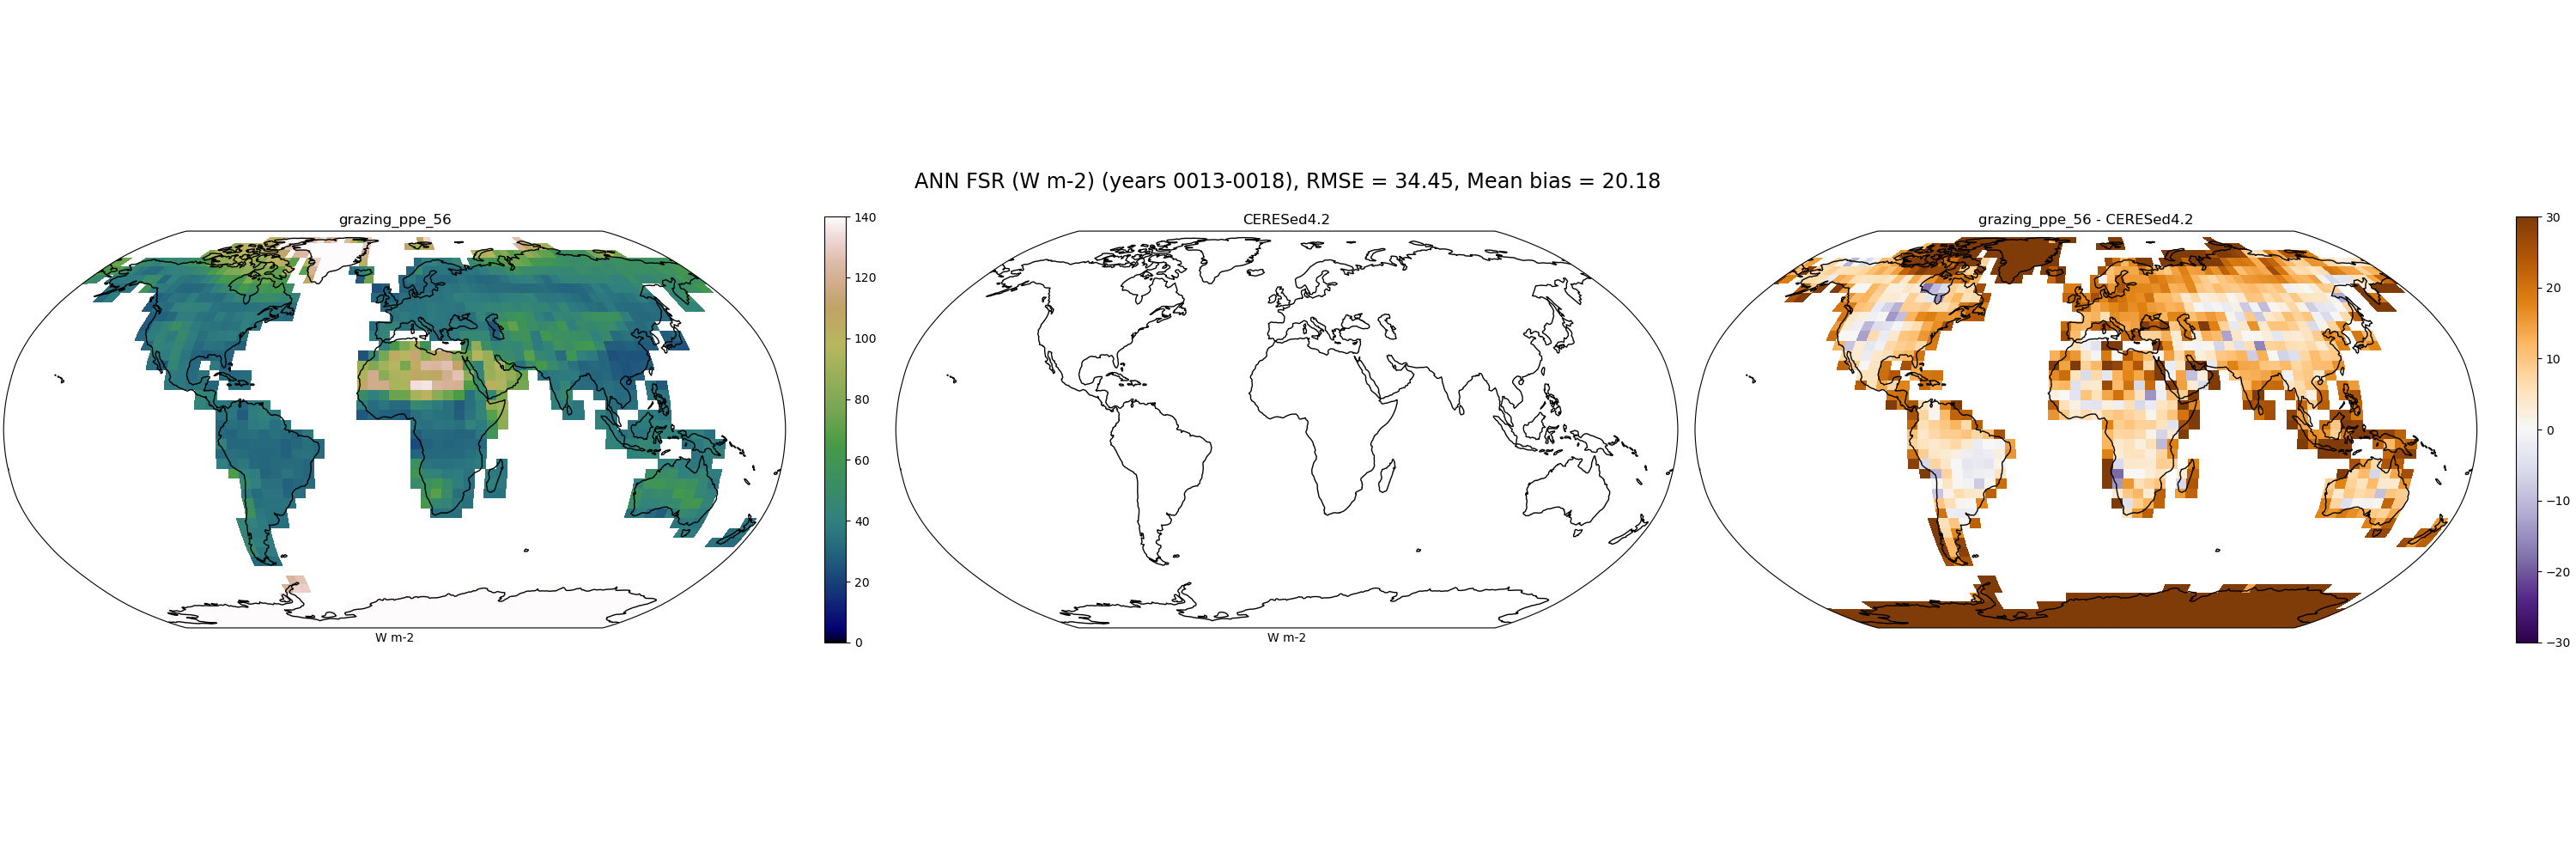 ANN FSR (W m-2) (years 0013-0018), RMSE = 34.45, Mean bias = 20.18
grazing_ppe_56
CERESed4.2
grazing_ppe_56 - CERESed4.2
140
120
100
80
60
40
20
0
30
20
10
0
−10
−20
−30
W m-2
W m-2